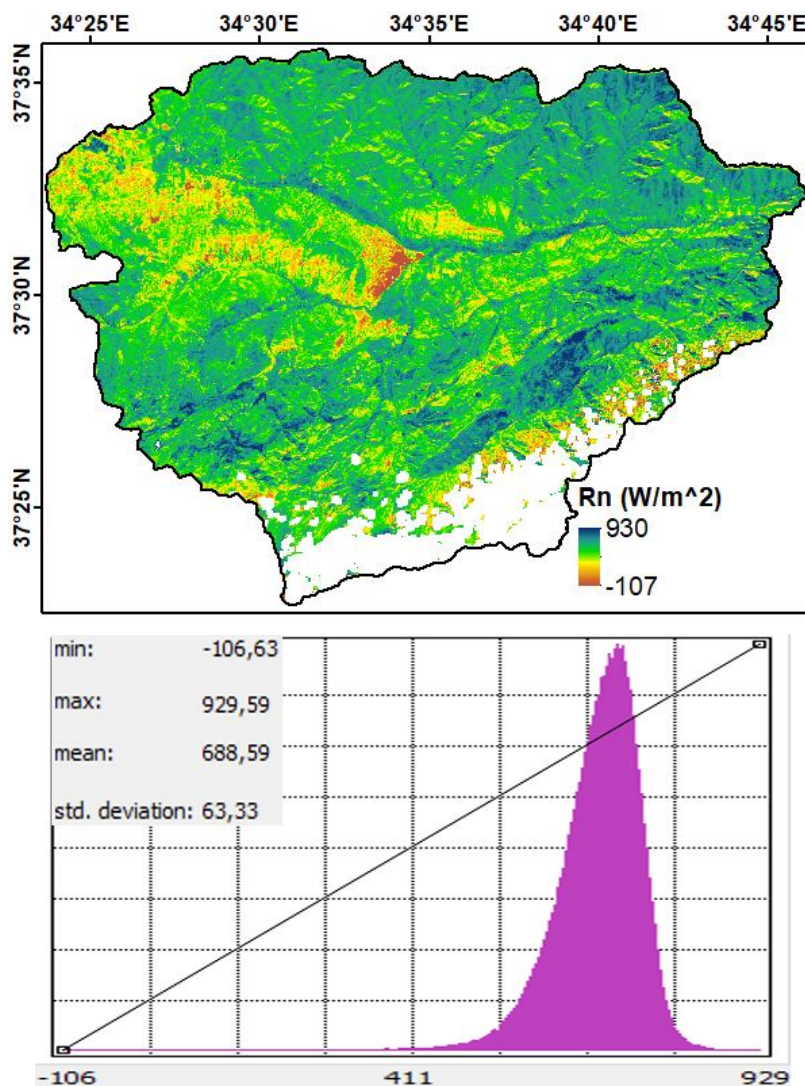 34°25'E 34°30'E 34°35'E 34°40'E 34°45'E
37°35'N
37°30'N
37°25'N
Rn (W/m^2)
930
-107
min: -106,63
max: 929,59
mean: 688,59
std. deviation: 63,33
-106 411 929